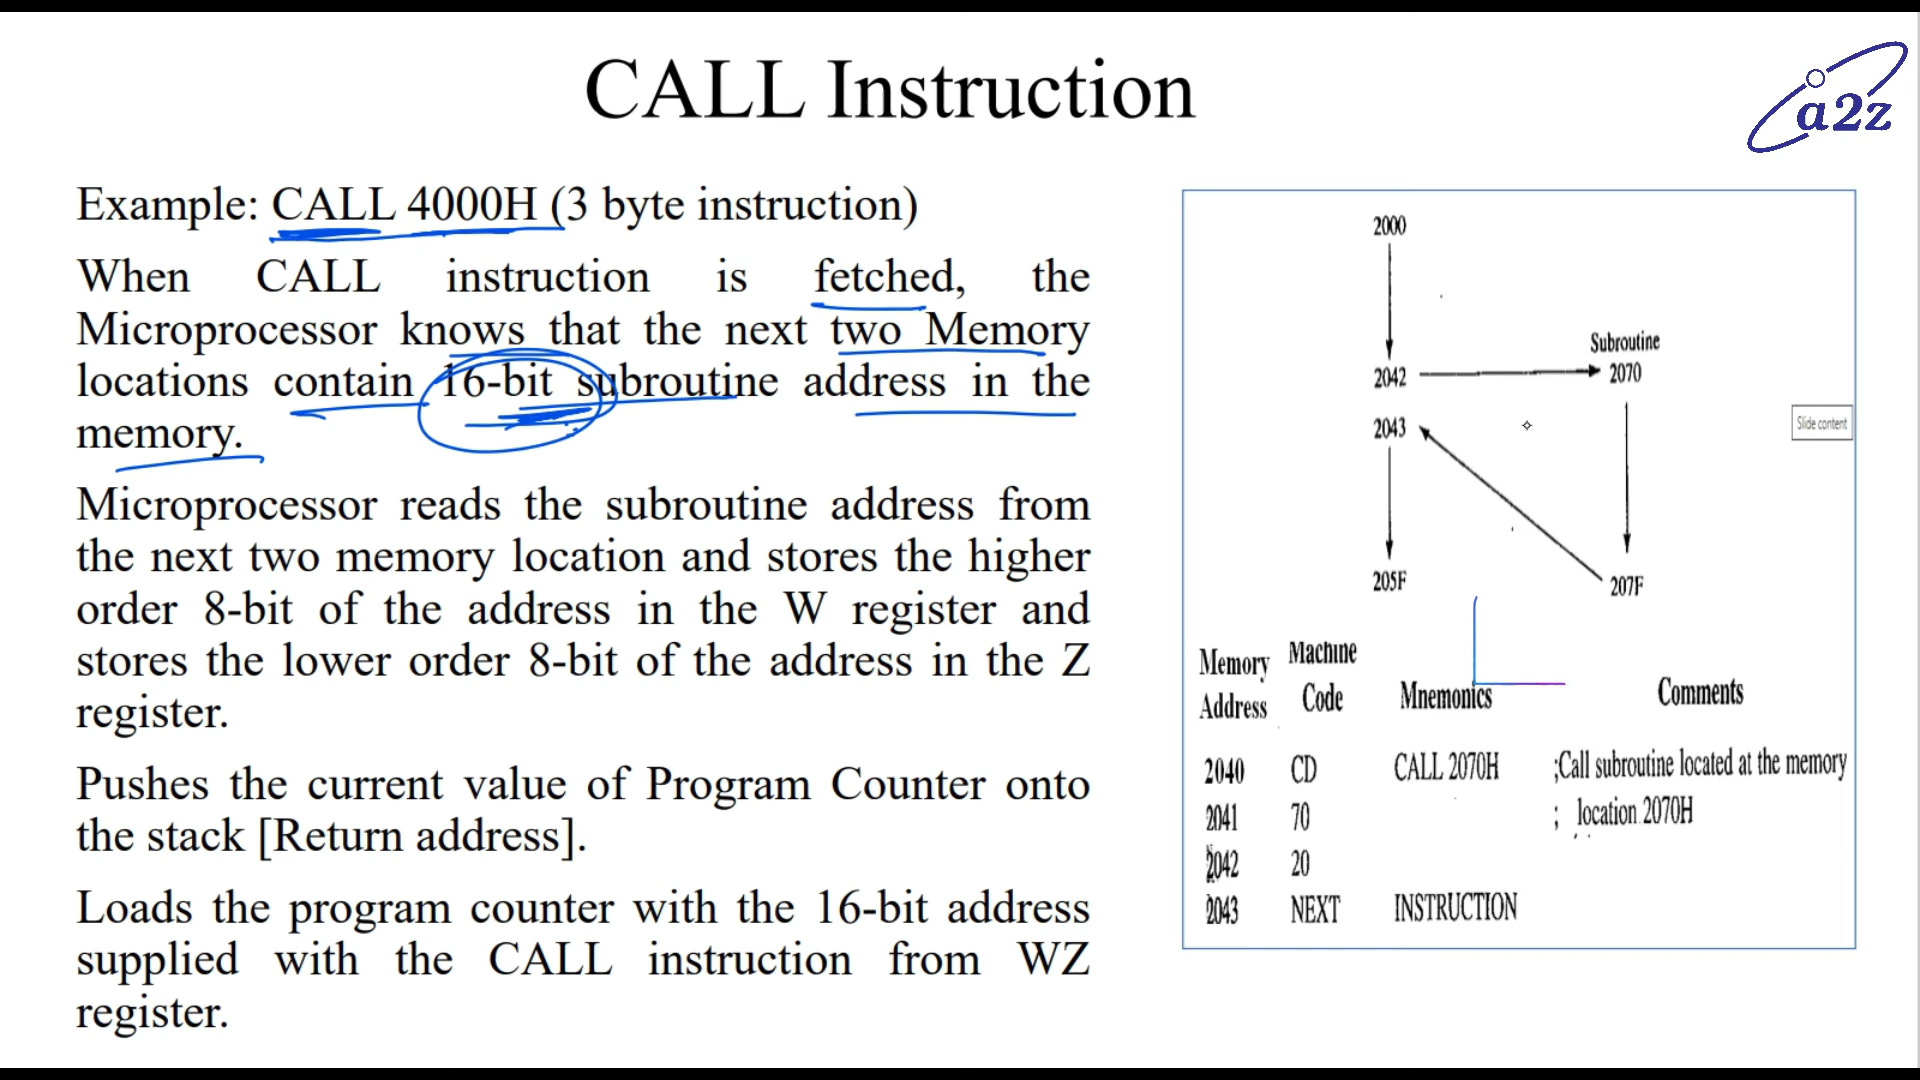 CALL Instruction
a2z
Example: CALL 4000H (3 byte instruction)
When CALL instruction is fetched, the
Microprocessor knows that the next two Memory
locations contain 16-bit subroutine address in the
memory.
Microprocessor reads the subroutine address from
the next two memory location and stores the higher
order 8-bit of the address in the W register and
stores the lower order 8-bit of the address in the Z
register.
Pushes the current value of Program Counter onto
the stack [Return address].
Loads the program counter with the 16-bit address
supplied with the CALL instruction from WZ
register.
2000
Subroutine
2042 2070
2043
Slide content
205F 207F
Memory Machine
Address Code Mnemonics Comments
2040 CD CALL 2070H ;Call subroutine located at the memory
2041 70 ; location 2070H
2042 20
2043 NEXT INSTRUCTION